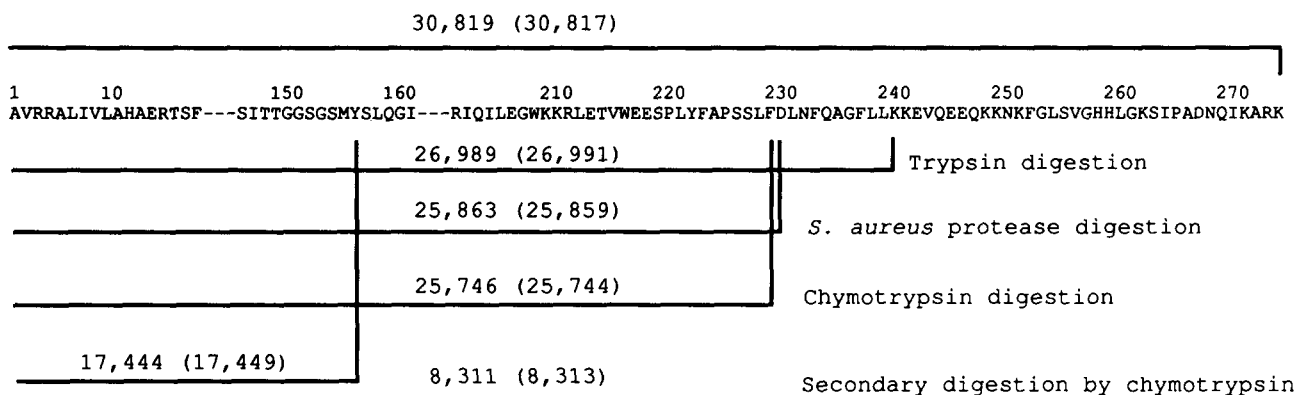 30,819 (30,817)
1 10 150 160 210 220 230 240 250 260 270
AVRRALIVLAHAERTSF---SITTGGSGSMYSLQGI---RIQILEGWKKRLETVWEESPLYFAPSSLFDLNFQAGFLLKKEVQEEQKKNKFGLSVGHHLGKSIPADNQIKARK
26,989 (26,991) Trypsin digestion
25,863 (25,859) S. aureus protease digestion
25,746 (25,744) Chymotrypsin digestion
17,444 (17,449) 8,311 (8,313) Secondary digestion by chymotrypsin